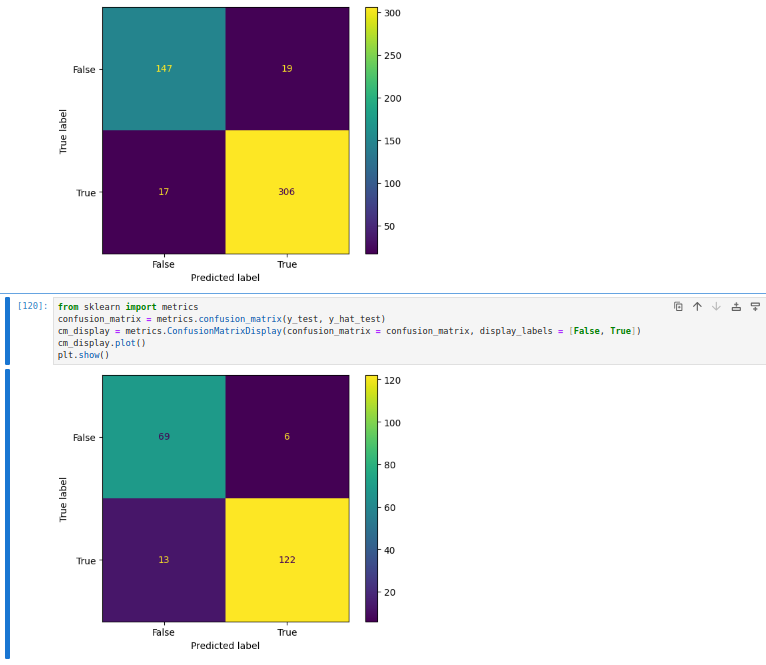 300
147 19
False
250
200
True label
150
100
17 306
True
50
False True
Predicted label
[120]: from sklearn import metrics
confusion_matrix = metrics.confusion_matrix(y_test, y_hat_test)
cm_display = metrics.ConfusionMatrixDisplay(confusion_matrix = confusion_matrix, display_labels = [False, True])
cm_display.plot()
plt.show()
120
69 6
False
100
80
True label
60
40
13 122
True
20
False True
Predicted label